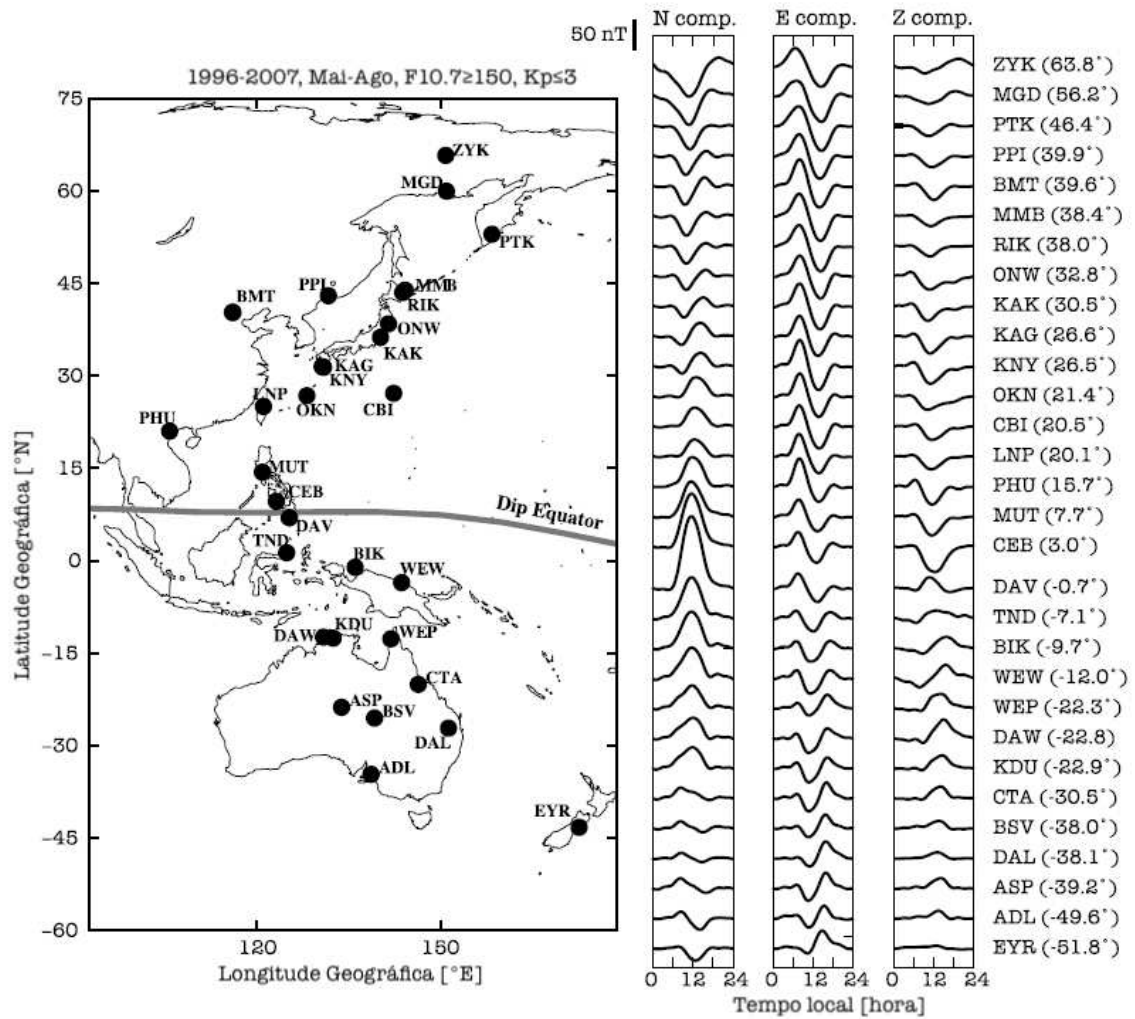 50 nT
N comp. E comp. Z comp.
1996-2007, Mai-Ago, F10.7≥150, Kp≤3
75
60
45
30
15
0
−15
−30
−45
−60
Latitude Geográfica [°N]
120 150
Longitude Geográfica [°E]
ZYK
MGD
PTK
PPI
MMB
BMT
RIK
ONW
KAK
KAG
KNY
LNP
OKN
CBI
PHU
MUT
CEB
Dip Equator
DAV
TND
BIK
WEW
KDU
DAW
WEP
CTA
ASP
BSV
DAL
ADL
EYR
ZYK (63.8°)
MGD (56.2°)
PTK (46.4°)
PPI (39.9°)
BMT (39.6°)
MMB (38.4°)
RIK (38.0°)
ONW (32.8°)
KAK (30.5°)
KAG (26.6°)
KNY (26.5°)
OKN (21.4°)
CBI (20.5°)
LNP (20.1°)
PHU (15.7°)
MUT (7.7°)
CEB (3.0°)
DAV (-0.7°)
TND (-7.1°)
BIK (-9.7°)
WEW (-12.0°)
WEP (-22.3°)
DAW (-22.8)
KDU (-22.9°)
CTA (-30.5°)
BSV (-38.0°)
DAL (-38.1°)
ASP (-39.2°)
ADL (-49.6°)
EYR (-51.8°)
0 12 24 0 12 24 0 12 24
Tempo local [hora]